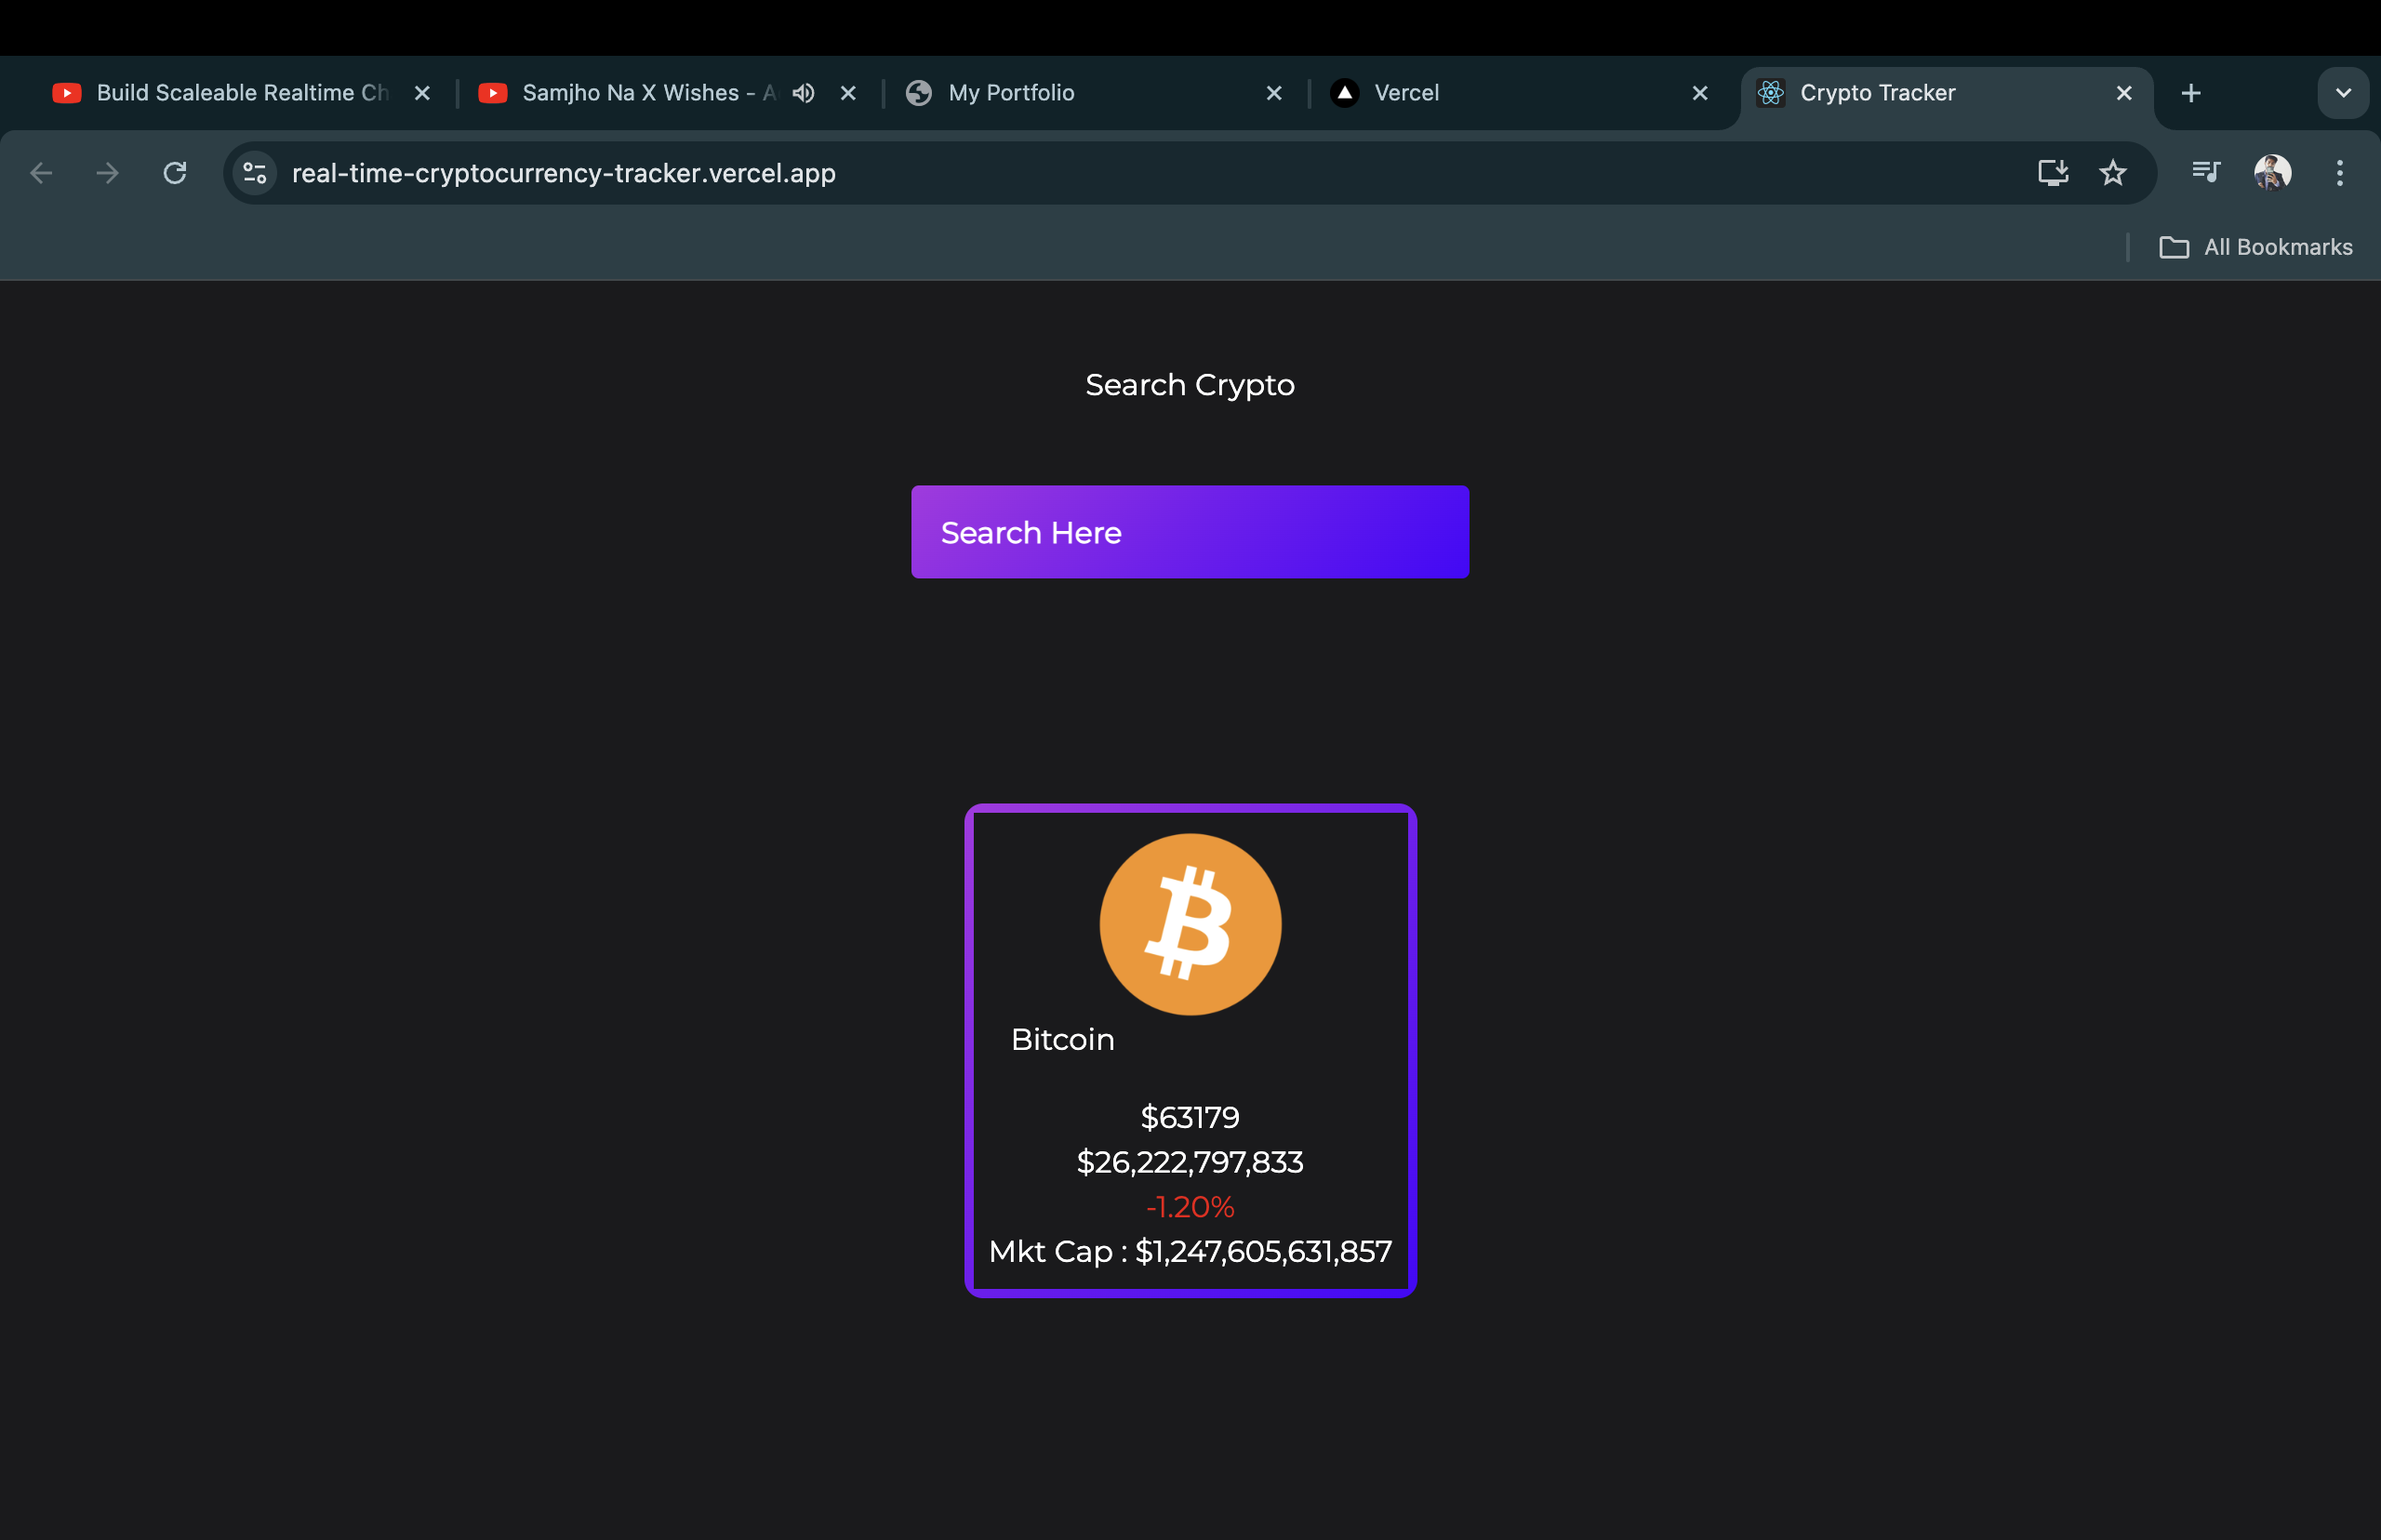 Build Scaleable Realtime Ch
Samjho Na X Wishes - A
My Portfolio
Vercel
Crypto Tracker
real-time-cryptocurrency-tracker.vercel.app
All Bookmarks
Search Crypto
Search Here
Bitcoin
$63179
$26,222,797,833
-1.20%
Mkt Cap : $1,247,605,631,857